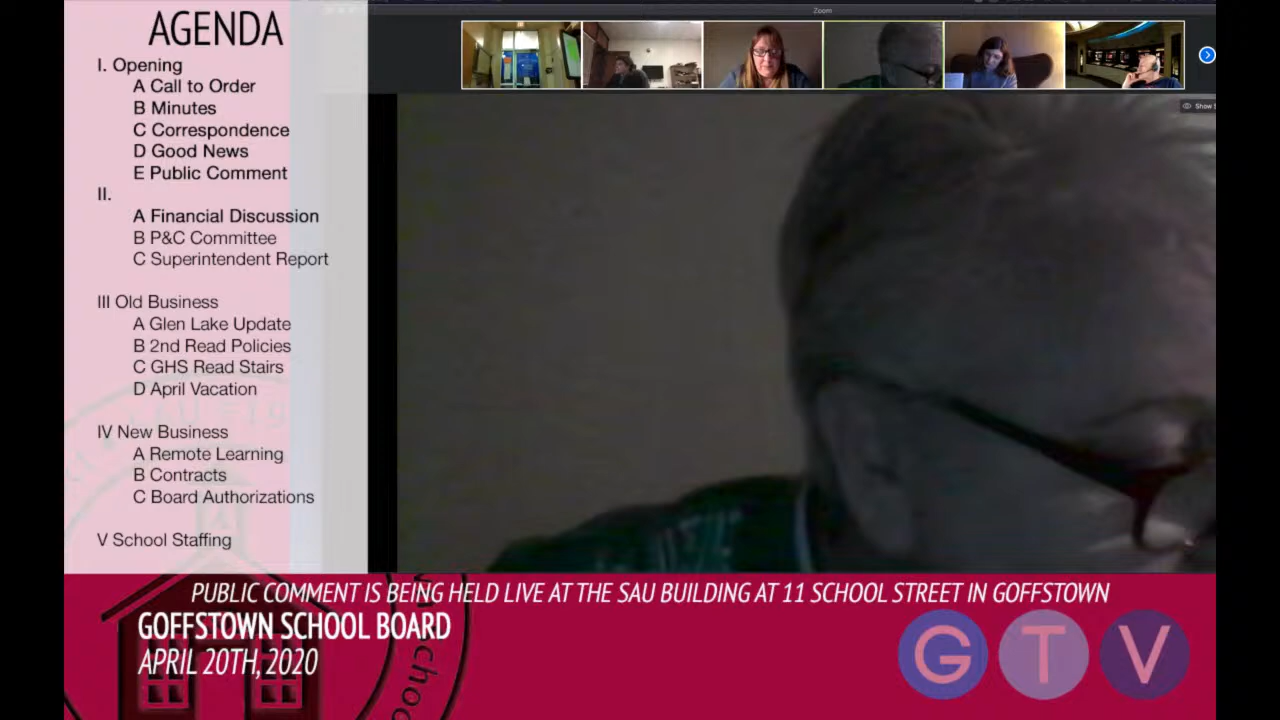 AGENDA
I. Opening
A Call to Order
B Minutes
C Correspondence
D Good News
E Public Comment
II.
A Financial Discussion
B P&C Committee
C Superintendent Report
III Old Business
A Glen Lake Update
B 2nd Read Policies
C GHS Read Stairs
D April Vacation
IV New Business
A Remote Learning
B Contracts
C Board Authorizations
V School Staffing
Zoom
Show
PUBLIC COMMENT IS BEING HELD LIVE AT THE SAU BUILDING AT 11 SCHOOL STREET IN GOFFSTOWN
GOFFSTOWN SCHOOL BOARD
APRIL 20TH, 2020
G T V